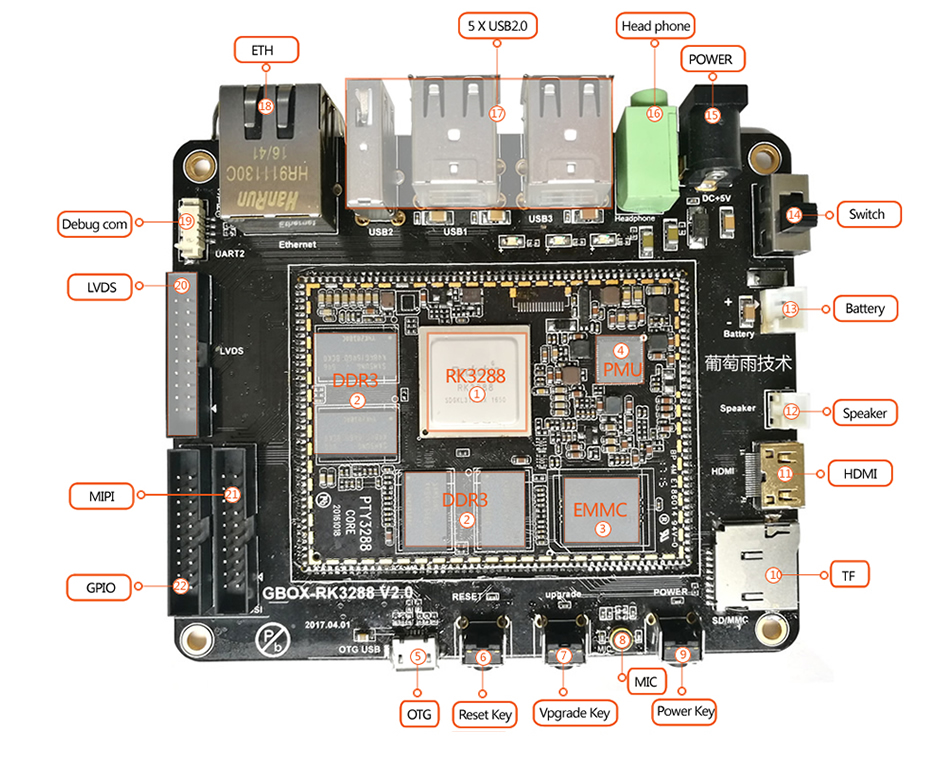 5 X USB2.0
Head phone
ETH
POWER
18
17
16
15
HanRun
HR911130C
16/41
Ethernet
USB2
USB1
USB3
Headphone
DC+5V
Debug com
19
UART2
14
Switch
LVDS
20
LVDS
+
-
Battery
13
Battery
葡萄雨技术
DDR3
2
RK3288
1
4
PMU
Speaker
12
Speaker
HDMI
11
HDMI
MIPI
21
DDR3
2
EMMC
3
PTY3288
CORE
20161018
10
TF
GPIO
22
GBOX-RK3288 V2.0
RESET
upgrade
POWER
SD/MMC
2017.04.01
Pb
OTG USB
5
6
7
8
MIC
9
OTG
Reset Key
Vpgrade Key
MIC
Power Key